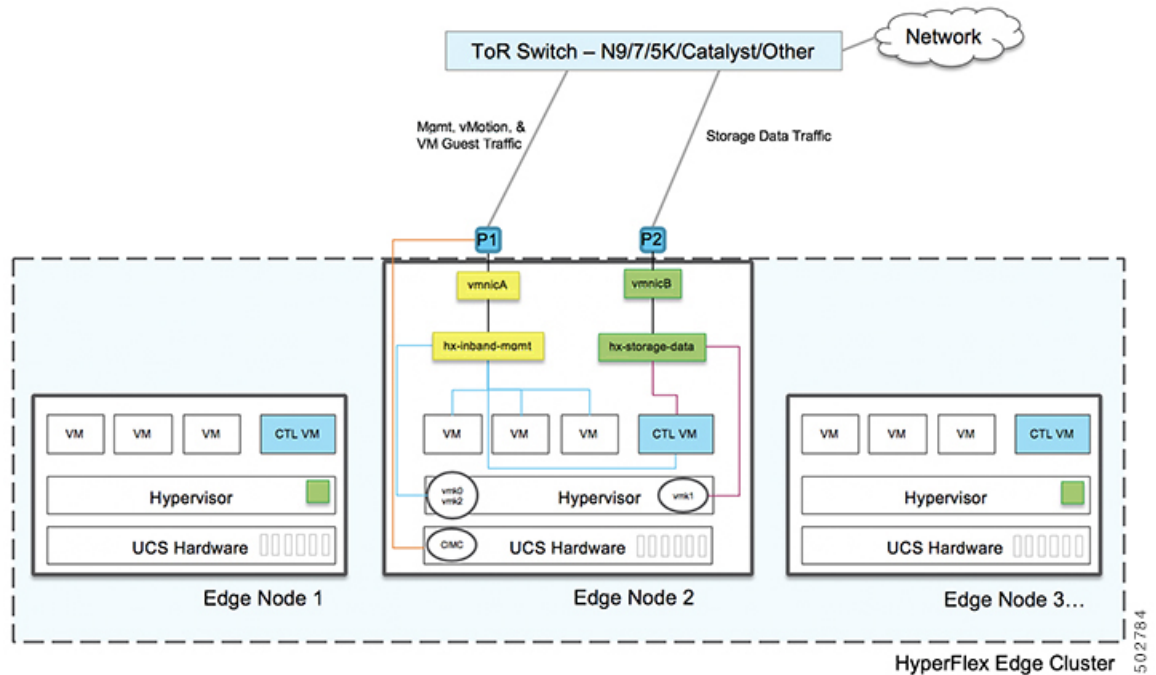 ToR Switch – N9/7/5K/Catalyst/Other
Network
Mgmt, vMotion, &
VM Guest Traffic
Storage Data Traffic
P1
P2
vmnicA
vmnicB
hx-inband-mgmt
hx-storage-data
VM
VM
VM
CTL VM
Hypervisor
UCS Hardware
Edge Node 1
VM
VM
VM
CTL VM
vmk0
vmk2
Hypervisor
vmk1
CIMC
UCS Hardware
Edge Node 2
VM
VM
VM
CTL VM
Hypervisor
UCS Hardware
Edge Node 3...
HyperFlex Edge Cluster
502784